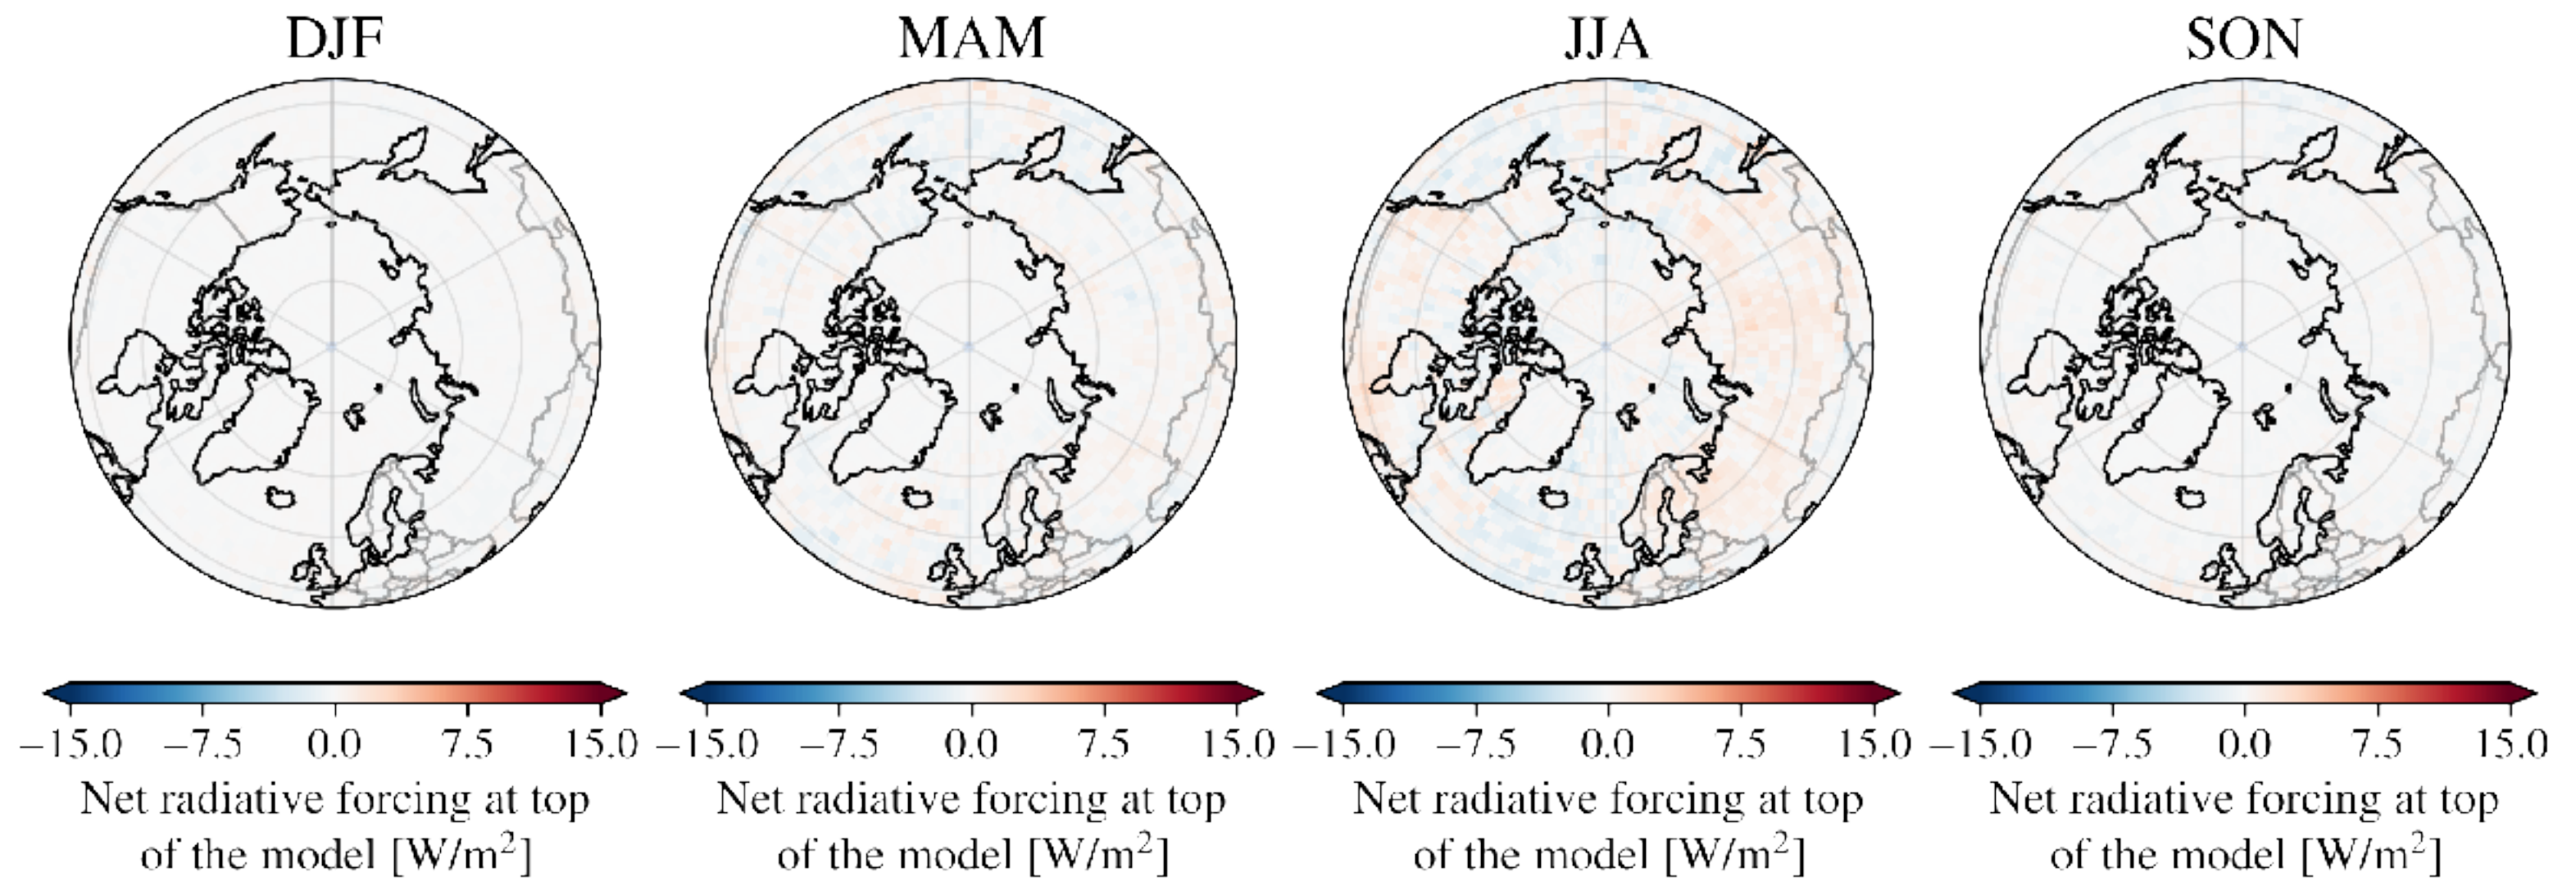 DJF MAM JJA SON
−15.0 −7.5 0.0 7.5 15.0 −15.0 −7.5 0.0 7.5 15.0 −15.0 −7.5 0.0 7.5 15.0 −15.0 −7.5 0.0 7.5 15.0
Net radiative forcing at top
of the model [W/m²]
Net radiative forcing at top
of the model [W/m²]
Net radiative forcing at top
of the model [W/m²]
Net radiative forcing at top
of the model [W/m²]